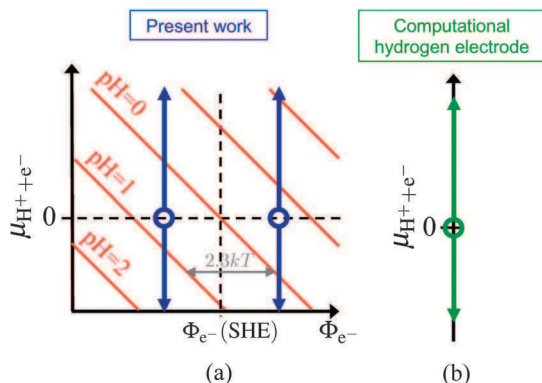 Present work
Computational
hydrogen electrode
pH=0
pH=1
pH=2
μH⁺+e⁻
0
2.3kT
Φe⁻(SHE)
Φe⁻
(a)
μH⁺+e⁻
0
(b)